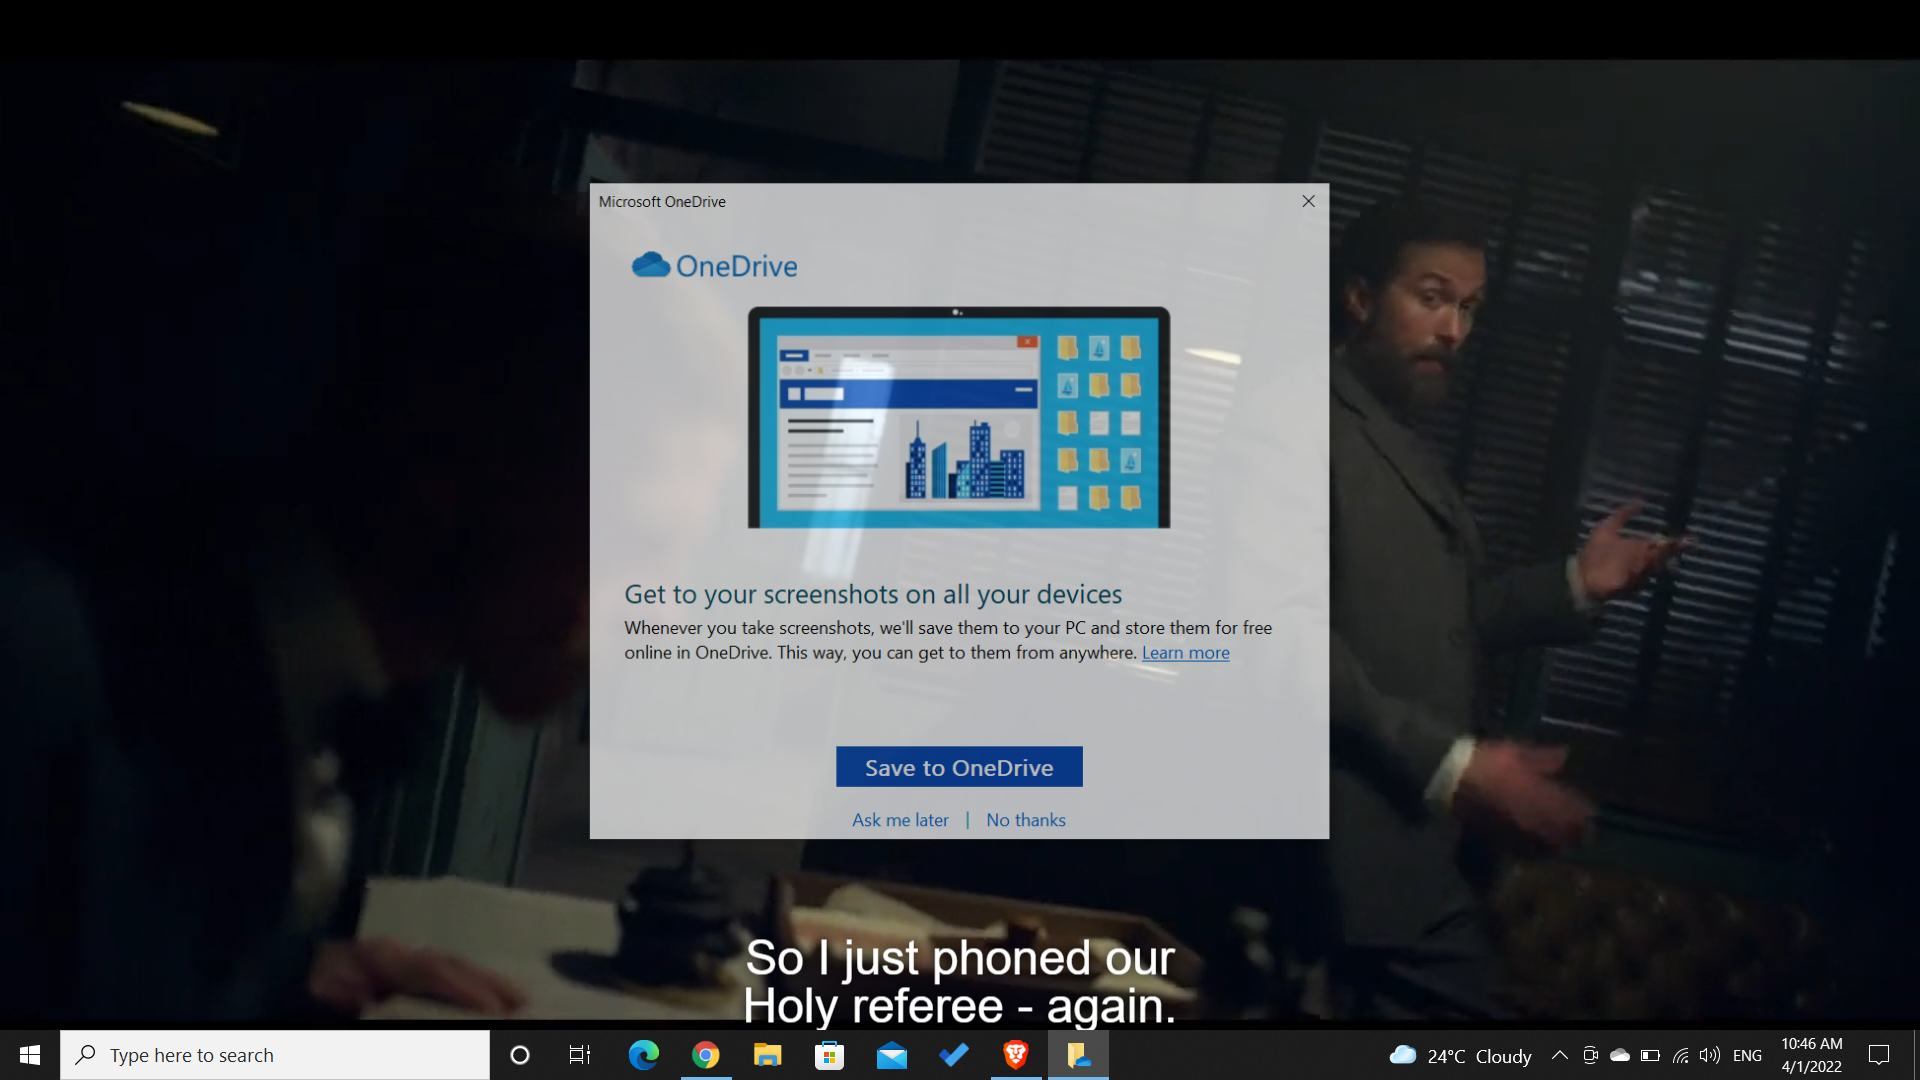 Microsoft OneDrive
OneDrive
Get to your screenshots on all your devices
Whenever you take screenshots, we'll save them to your PC and store them for free
online in OneDrive. This way, you can get to them from anywhere. Learn more
Save to OneDrive
Ask me later | No thanks
So I just phoned our
Holy referee - again.
Type here to search
24°C Cloudy
ENG
10:46 AM
4/1/2022